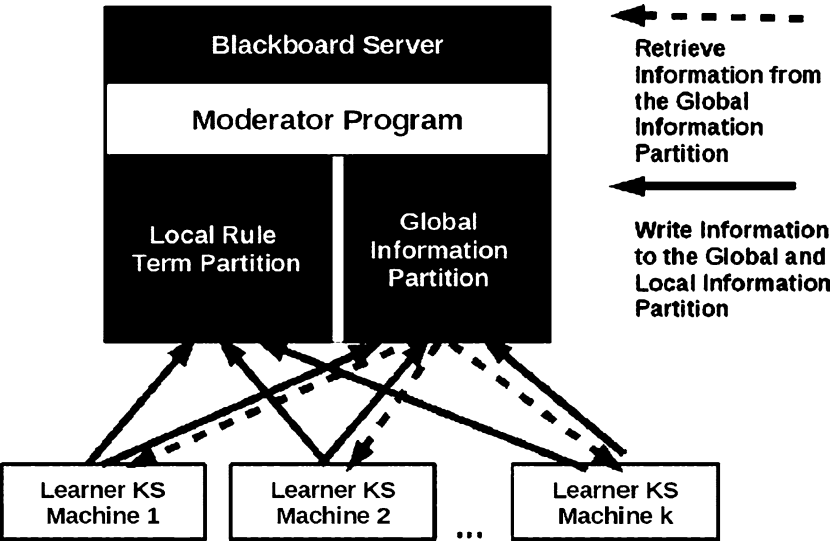 Blackboard Server
Moderator Program
Local Rule
Term Partition
Global
Information
Partition
Retrieve
Information from
the Global
Information
Partition
Write Information
to the Global and
Local Information
Partition
Learner KS
Machine 1
Learner KS
Machine 2
...
Learner KS
Machine k